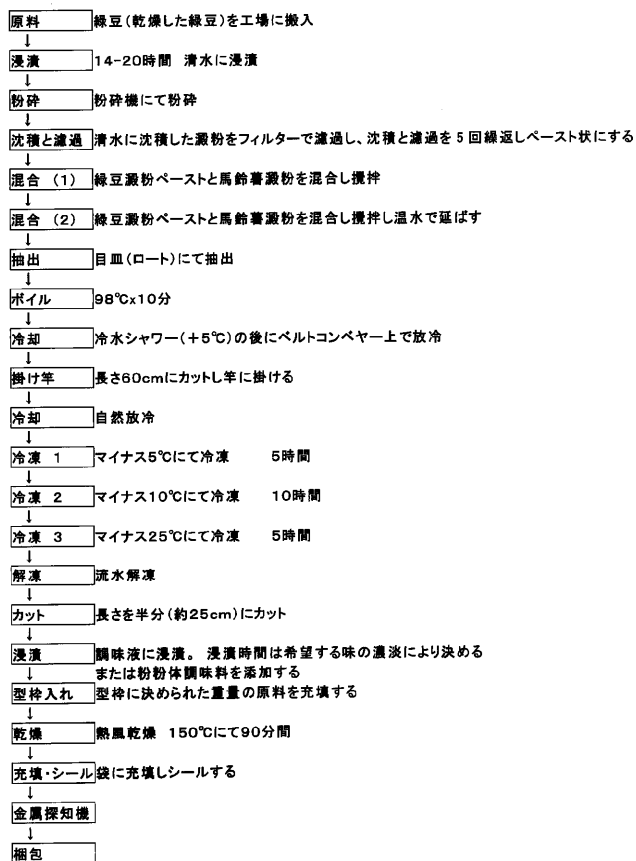 原料 緑豆(乾燥した緑豆)を工場に搬入
↓
浸漬 14-20時間 清水に浸漬
↓
粉砕 粉砕機にて粉砕
↓
沈積と濾過 清水に沈積した澱粉をフィルターで濾過し、沈積と濾過を5回繰返しペースト状にする
↓
混合 (1) 緑豆澱粉ペーストと馬鈴薯澱粉を混合し攪拌
↓
混合 (2) 緑豆澱粉ペーストと馬鈴薯澱粉を混合し攪拌し温水で延ばす
↓
抽出 目皿(ロート)にて抽出
↓
ボイル 98℃x10分
↓
冷却 冷水シャワー(+5℃)の後にベルトコンベヤー上で放冷
↓
掛け竿 長さ60cmにカットし竿に掛ける
↓
冷却 自然放冷
↓
冷凍 1 マイナス5℃にて冷凍 5時間
↓
冷凍 2 マイナス10℃にて冷凍 10時間
↓
冷凍 3 マイナス25℃にて冷凍 5時間
↓
解凍 流水解凍
↓
カット 長さを半分(約25cm)にカット
↓
浸漬 調味液に浸漬。 浸漬時間は希望する味の濃淡により決める
↓ または粉粉体調味料を添加する
型枠入れ 型枠に決められた重量の原料を充填する
↓
乾燥 熱風乾燥 150℃にて90分間
↓
充填・シール 袋に充填しシールする
↓
金属探知機
↓
梱包